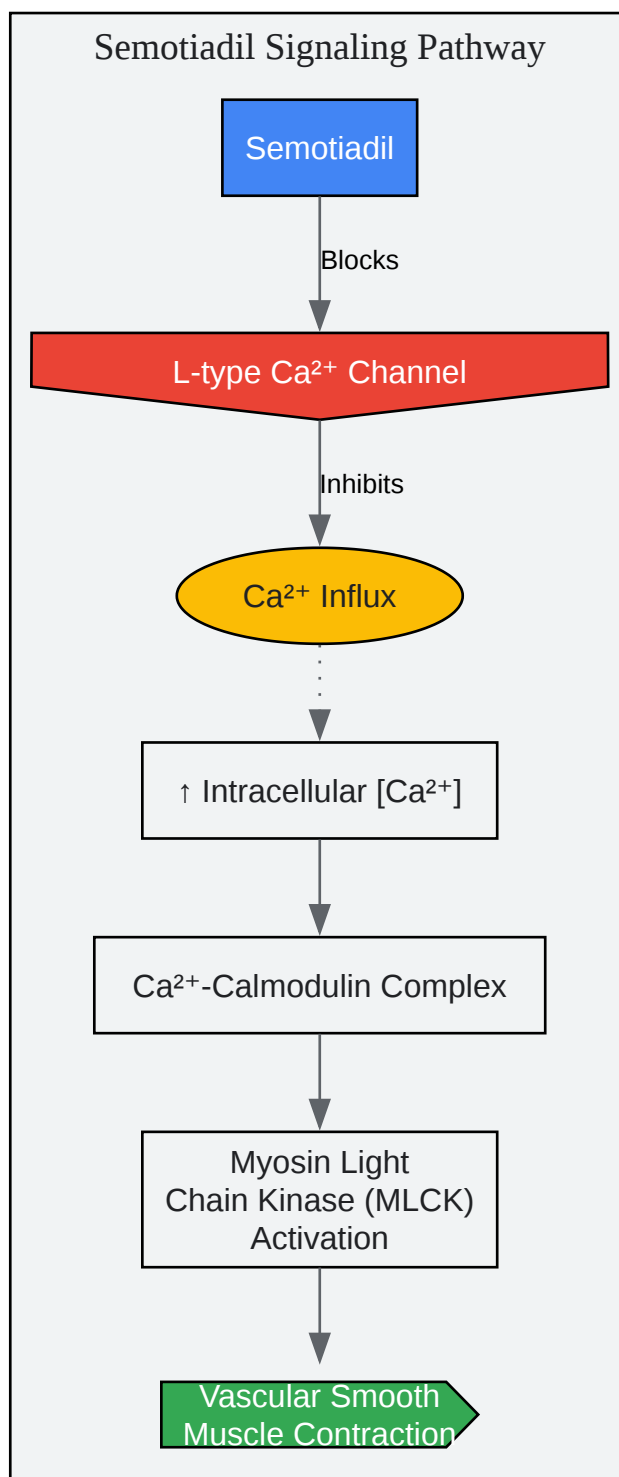 Semotiadil Signaling Pathway
Semotiadil
Blocks
L-type Ca²⁺ Channel
Inhibits
Ca²⁺ Influx
↑ Intracellular [Ca²⁺]
Ca²⁺-Calmodulin Complex
Myosin Light
Chain Kinase (MLCK)
Activation
Vascular Smooth
Muscle Contraction